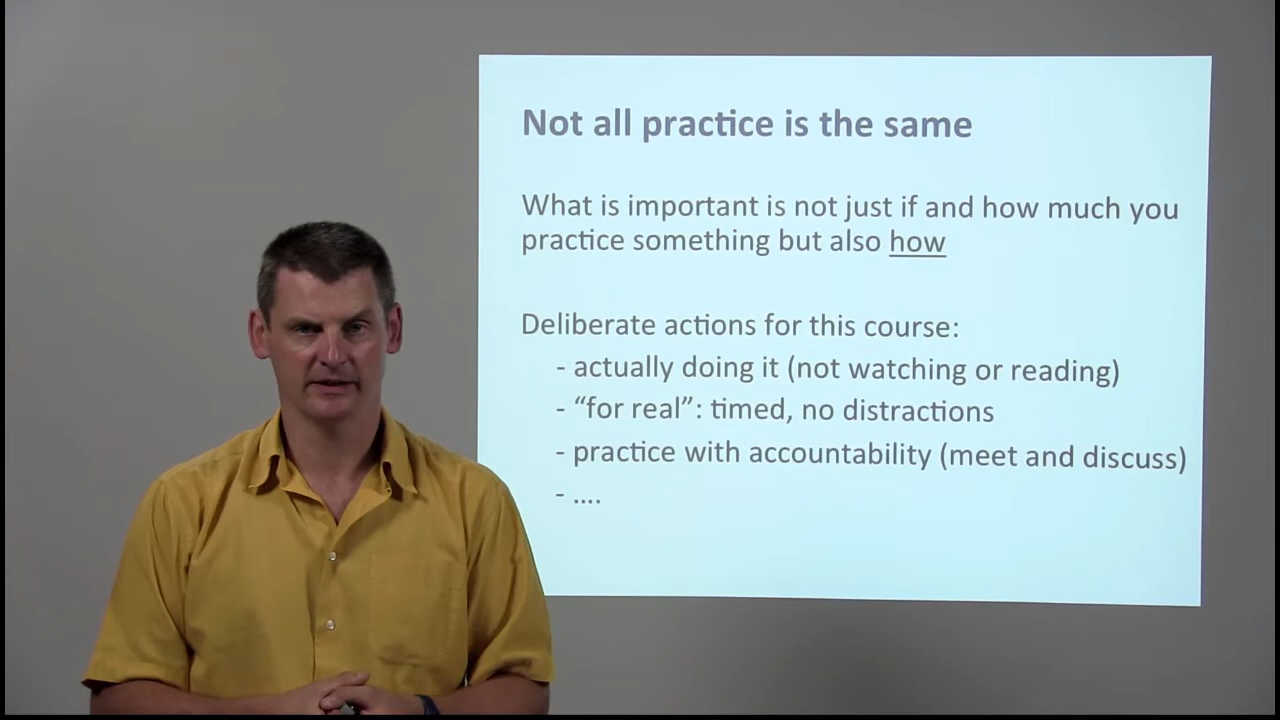 Not all practice is the same
What is important is not just if and how much you
practice something but also how
Deliberate actions for this course:
- actually doing it (not watching or reading)
- “for real”: timed, no distractions
- practice with accountability (meet and discuss)
- ....